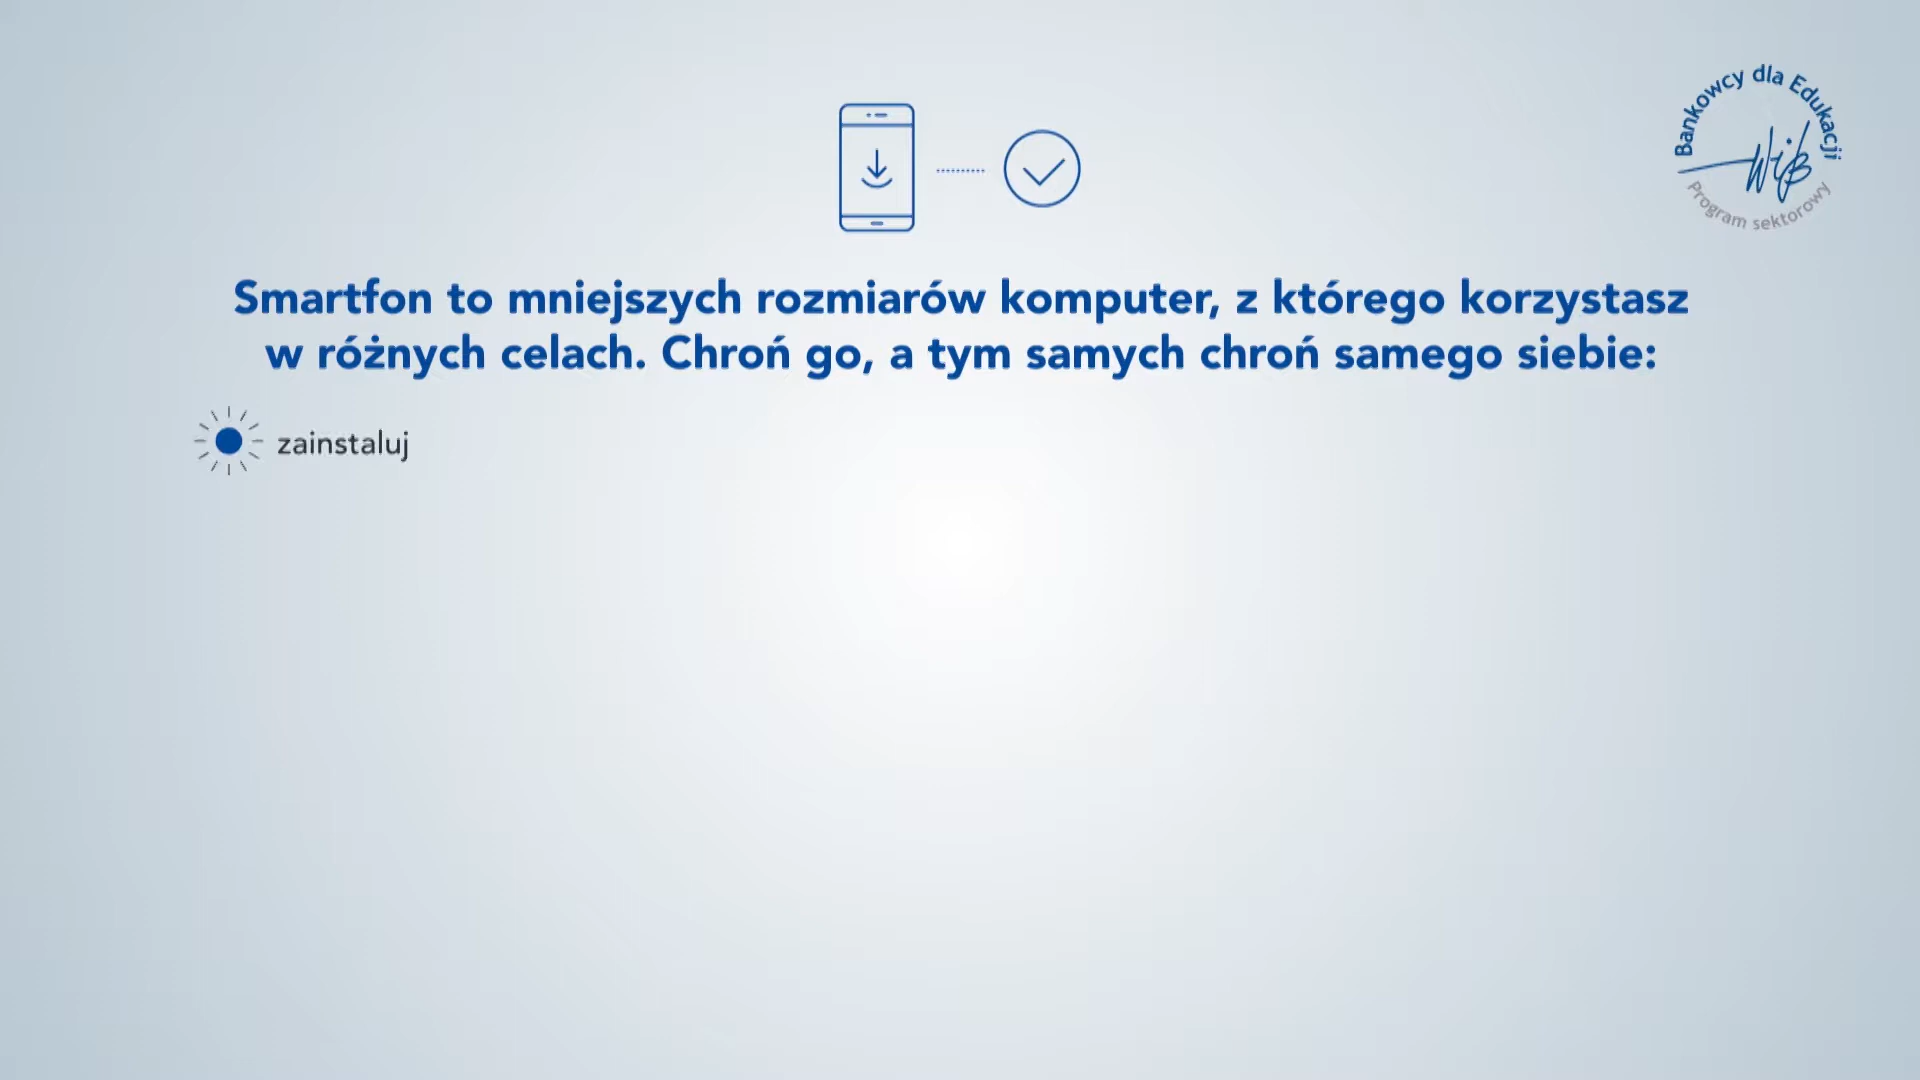 Bankowcy dla Edukacji
WiB
Program sektorowy
Smartfon to mniejszych rozmiarów komputer, z którego korzystasz
w różnych celach. Chroń go, a tym samych chroń samego siebie:
zainstaluj